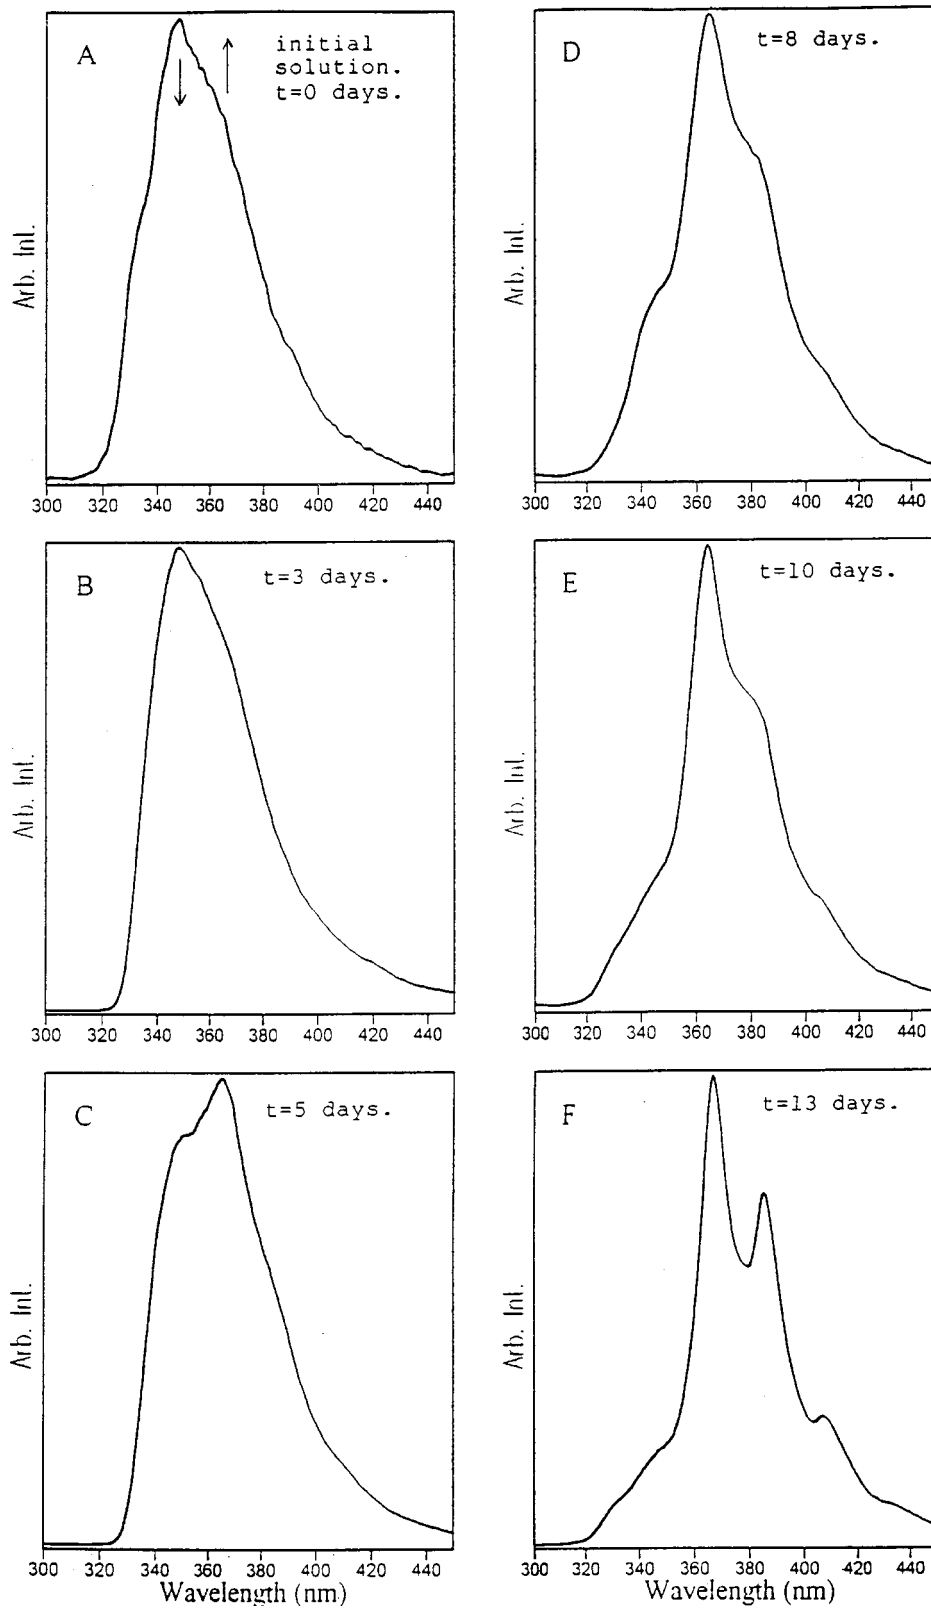 A
initial
solution.
t=0 days.
Arb. Int.
300 320 340 360 380 400 420 440
B
t=3 days.
Arb. Int.
300 320 340 360 380 400 420 440
C
t=5 days.
Arb. Int.
300 320 340 360 380 400 420 440
Wavelength (nm)
D
t=8 days.
Arb. Int.
300 320 340 360 380 400 420 440
E
t=10 days.
Arb. Int.
300 320 340 360 380 400 420 440
F
t=13 days.
Arb. Int.
300 320 340 360 380 400 420 440
Wavelength (nm)